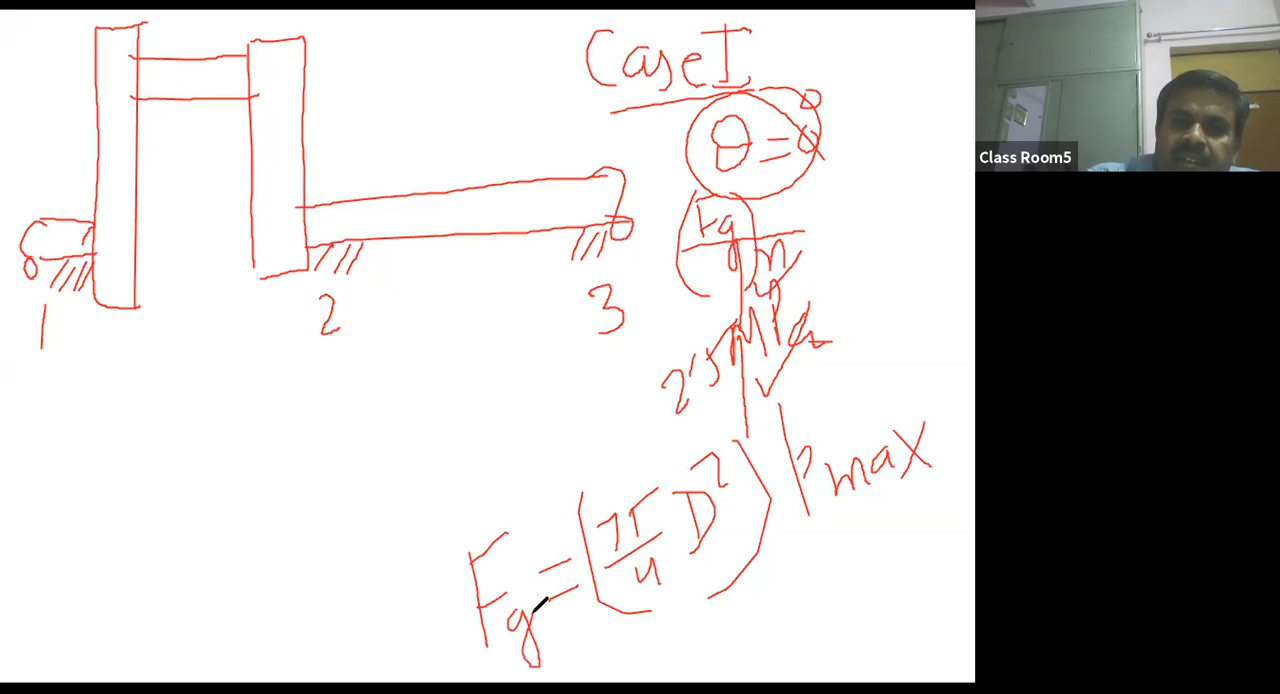 Case I
θ = 0
Fg
2.5 MPa
1
2
3
Fg = (π/4 D²) Pmax
Class Room5